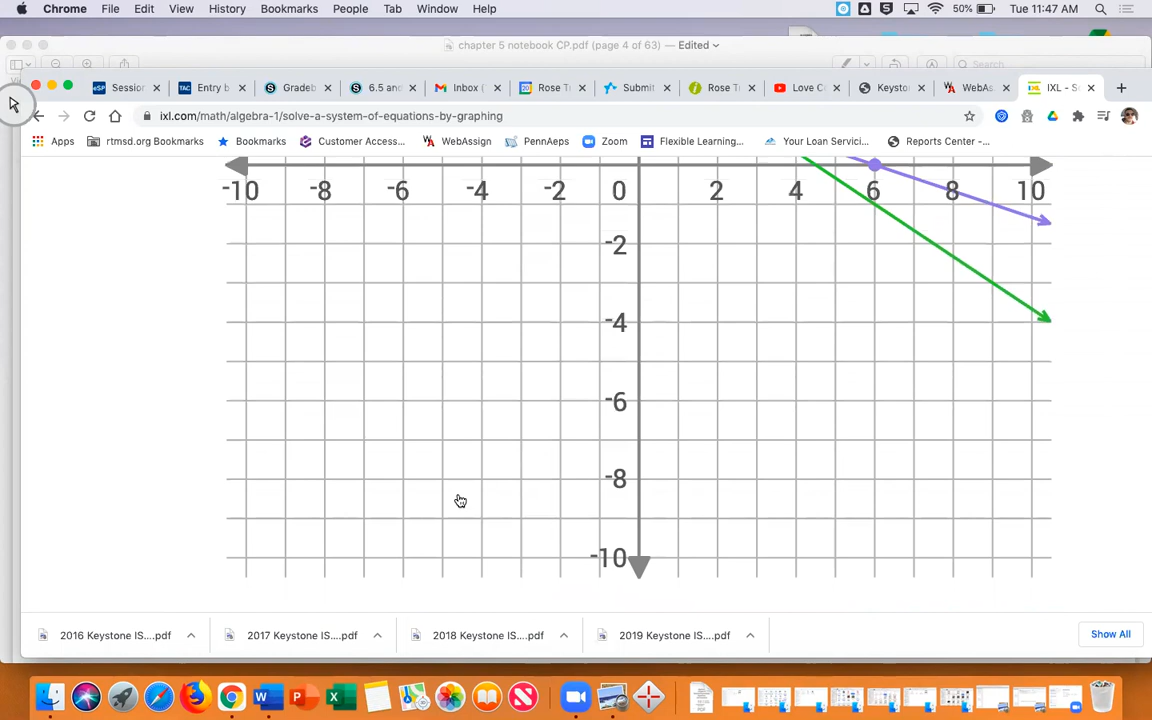 Chrome File Edit View History Bookmarks People Tab Window Help 50% Tue 11:47 AM
chapter 5 notebook CP.pdf (page 4 of 63) — Edited
Search
Sessior Entry b Gradeb 6.5 and Inbox ( Rose T Submit Rose T Love C Keysto WebAs IXL - S
ixl.com/math/algebra-1/solve-a-system-of-equations-by-graphing
Apps rtmsd.org Bookmarks Bookmarks Customer Access... WebAssign PennAeps Zoom Flexible Learning... Your Loan Servici... Reports Center -...
-10 -8 -6 -4 -2 0 2 4 6 8 10
-2
-4
-6
-8
-10
2016 Keystone IS....pdf 2017 Keystone IS....pdf 2018 Keystone IS....pdf 2019 Keystone IS....pdf Show All